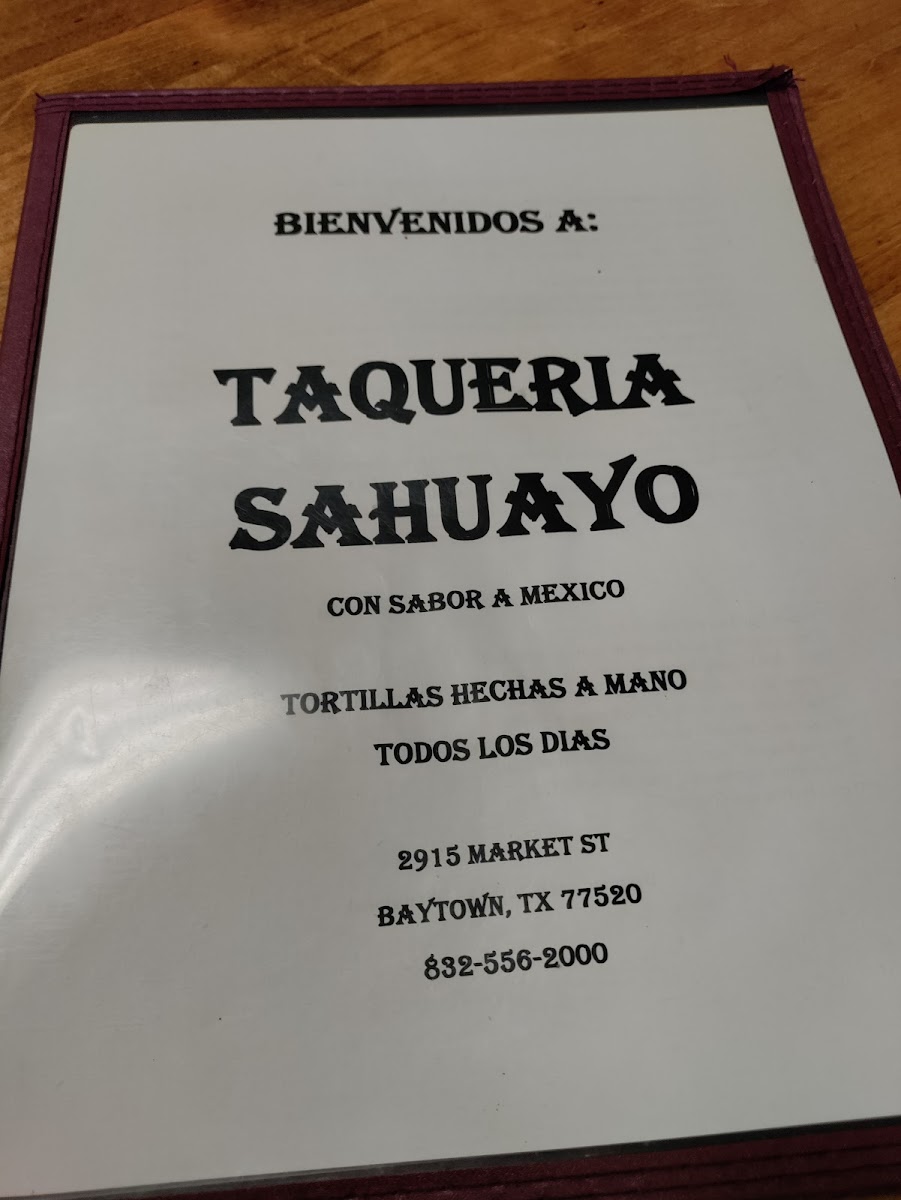 BIENVENIDOS A:
TAQUERIA
SAHUAYO
CON SABOR A MEXICO
TORTILLAS HECHAS A MANO
TODOS LOS DIAS
2915 MARKET ST
BAYTOWN, TX 77520
832-556-2000